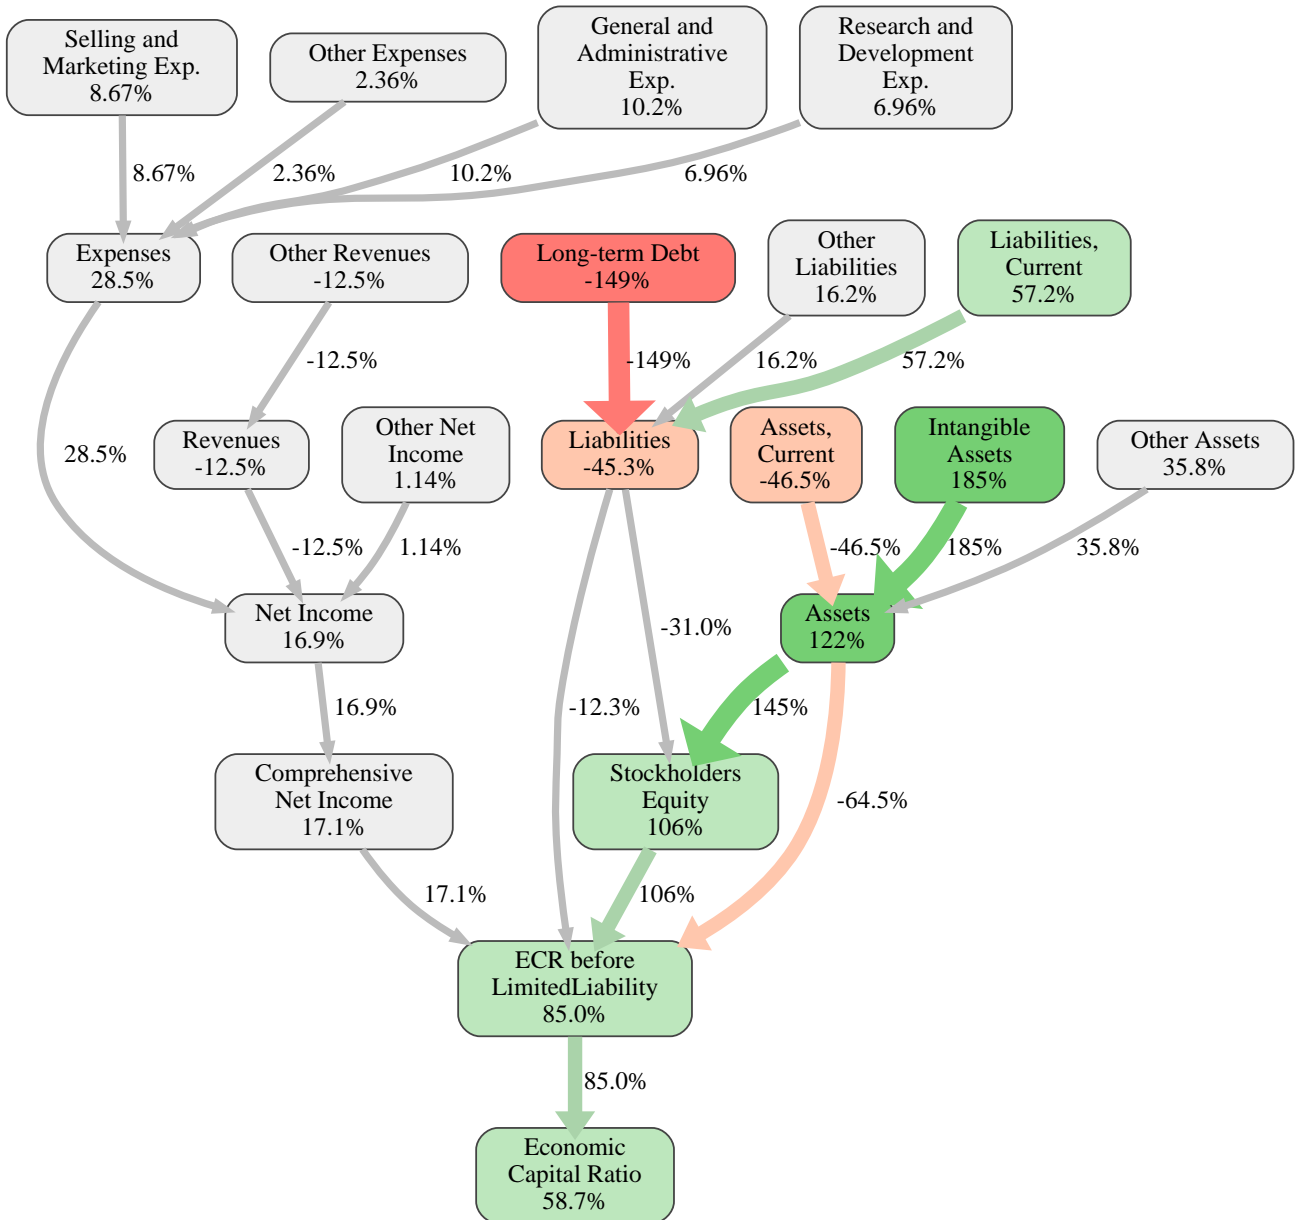 Selling and
Marketing Exp.
8.67%
Other Expenses
2.36%
General and
Administrative
Exp.
10.2%
Research and
Development
Exp.
6.96%
8.67%
2.36%
10.2%
6.96%
Expenses
28.5%
Other Revenues
-12.5%
Long-term Debt
-149%
Other
Liabilities
16.2%
Liabilities,
Current
57.2%
-12.5%
-149%
16.2%
57.2%
28.5%
Revenues
-12.5%
Other Net
Income
1.14%
Liabilities
-45.3%
Assets,
Current
-46.5%
Intangible
Assets
185%
Other Assets
35.8%
-12.5%
1.14%
-46.5%
185%
35.8%
Net Income
16.9%
-31.0%
Assets
122%
16.9%
-12.3%
145%
Comprehensive
Net Income
17.1%
Stockholders
Equity
106%
-64.5%
17.1%
106%
ECR before
LimitedLiability
85.0%
85.0%
Economic
Capital Ratio
58.7%